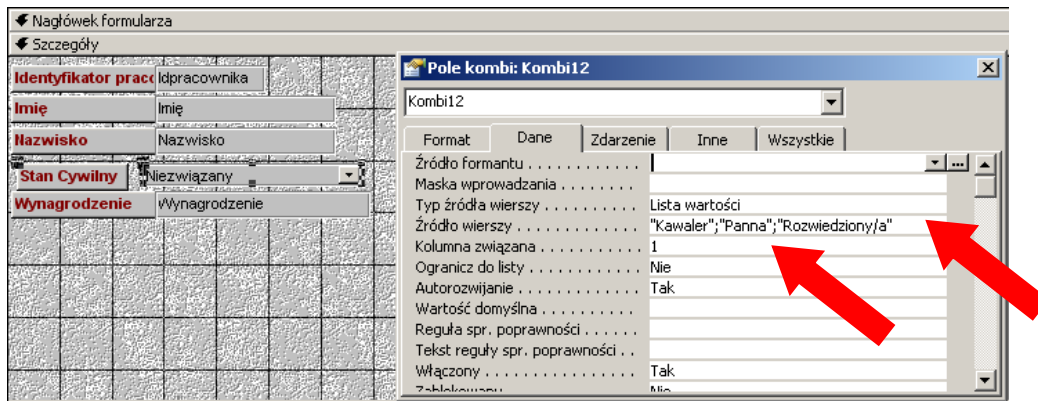 Nagłówek formularza
Szczegóły
Identyfikator prac Idpracownika
Imię Imię
Nazwisko Nazwisko
Stan Cywilny Niezwiązany
Wynagrodzenie Wynagrodzenie
Pole kombi: Kombi12
Kombi12
Format Dane Zdarzenie Inne Wszystkie
Źródło formantu . . . . . . . . . . . ...
Maska wprowadzania . . . . . . . .
Typ źródła wierszy . . . . . . . . . . Lista wartości
Źródło wierszy . . . . . . . . . . . . . "Kawaler";"Panna";"Rozwiedziony/a"
Kolumna związana . . . . . . . . . . 1
Ogranicz do listy . . . . . . . . . . . . Nie
Autorozwijanie . . . . . . . . . . . . . Tak
Wartość domyślna . . . . . . . . . .
Reguła spr. poprawności . . . . . .
Tekst reguły spr. poprawności . .
Włączony . . . . . . . . . . . . . . . . Tak
Zablokowany Nie